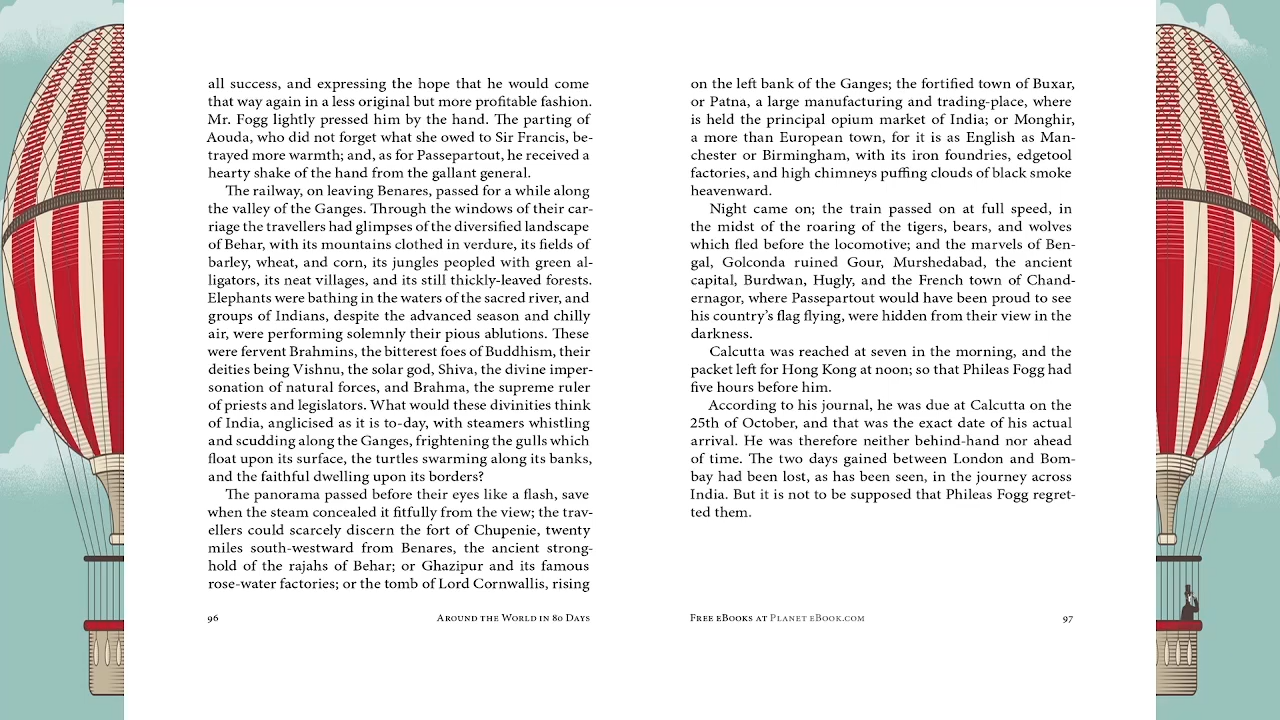 all success, and expressing the hope that he would come
that way again in a less original but more profitable fashion.
Mr. Fogg lightly pressed him by the hand. The parting of
Aouda, who did not forget what she owed to Sir Francis, be-
trayed more warmth; and, as for Passepartout, he received a
hearty shake of the hand from the gallant general.
The railway, on leaving Benares, passed for a while along
the valley of the Ganges. Through the windows of their car-
riage the travellers had glimpses of the diversified landscape
of Behar, with its mountains clothed in verdure, its fields of
barley, wheat, and corn, its jungles peopled with green al-
ligators, its neat villages, and its still thickly-leaved forests.
Elephants were bathing in the waters of the sacred river, and
groups of Indians, despite the advanced season and chilly
air, were performing solemnly their pious ablutions. These
were fervent Brahmins, the bitterest foes of Buddhism, their
deities being Vishnu, the solar god, Shiva, the divine imper-
sonation of natural forces, and Brahma, the supreme ruler
of priests and legislators. What would these divinities think
of India, anglicised as it is to-day, with steamers whistling
and scudding along the Ganges, frightening the gulls which
float upon its surface, the turtles swarming along its banks,
and the faithful dwelling upon its borders?
The panorama passed before their eyes like a flash, save
when the steam concealed it fitfully from the view; the trav-
ellers could scarcely discern the fort of Chupenie, twenty
miles south-westward from Benares, the ancient strong-
hold of the rajahs of Behar; or Ghazipur and its famous
rose-water factories; or the tomb of Lord Cornwallis, rising
96 Around the World in 80 Days
on the left bank of the Ganges; the fortified town of Buxar,
or Patna, a large manufacturing and trading-place, where
is held the principal opium market of India; or Monghir,
a more than European town, for it is as English as Man-
chester or Birmingham, with its iron foundries, edgetool
factories, and high chimneys puffing clouds of black smoke
heavenward.
Night came on; the train passed on at full speed, in
the midst of the roaring of the tigers, bears, and wolves
which fled before the locomotive; and the marvels of Ben-
gal, Golconda ruined Gour, Murshedabad, the ancient
capital, Burdwan, Hugly, and the French town of Chand-
ernagor, where Passepartout would have been proud to see
his country's flag flying, were hidden from their view in the
darkness.
Calcutta was reached at seven in the morning, and the
packet left for Hong Kong at noon; so that Phileas Fogg had
five hours before him.
According to his journal, he was due at Calcutta on the
25th of October, and that was the exact date of his actual
arrival. He was therefore neither behind-hand nor ahead
of time. The two days gained between London and Bom-
bay had been lost, as has been seen, in the journey across
India. But it is not to be supposed that Phileas Fogg regret-
ted them.
Free eBooks at Planet eBook.com 97